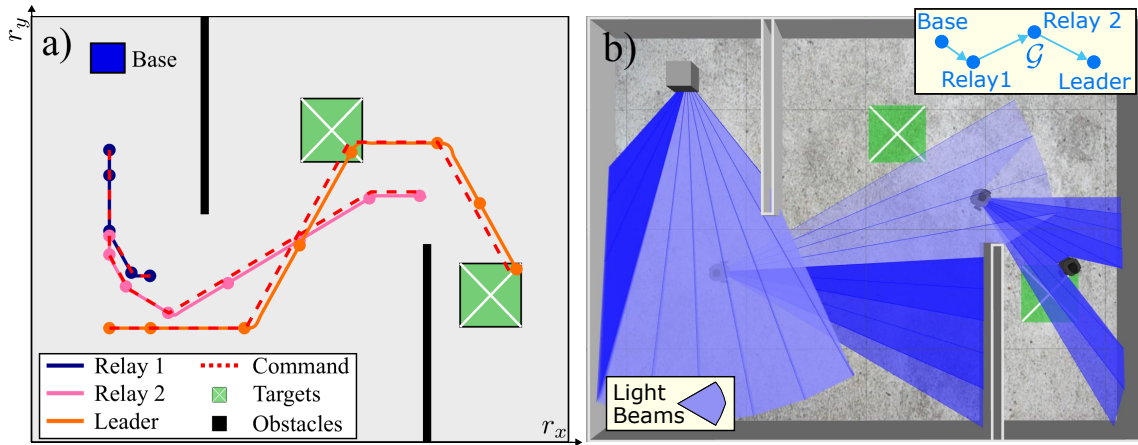 r_y
a)
Base
Relay 1
Relay 2
Leader
Command
Targets
Obstacles
r_x
b)
Base
Relay 2
𝒢
Relay1
Leader
Light
Beams